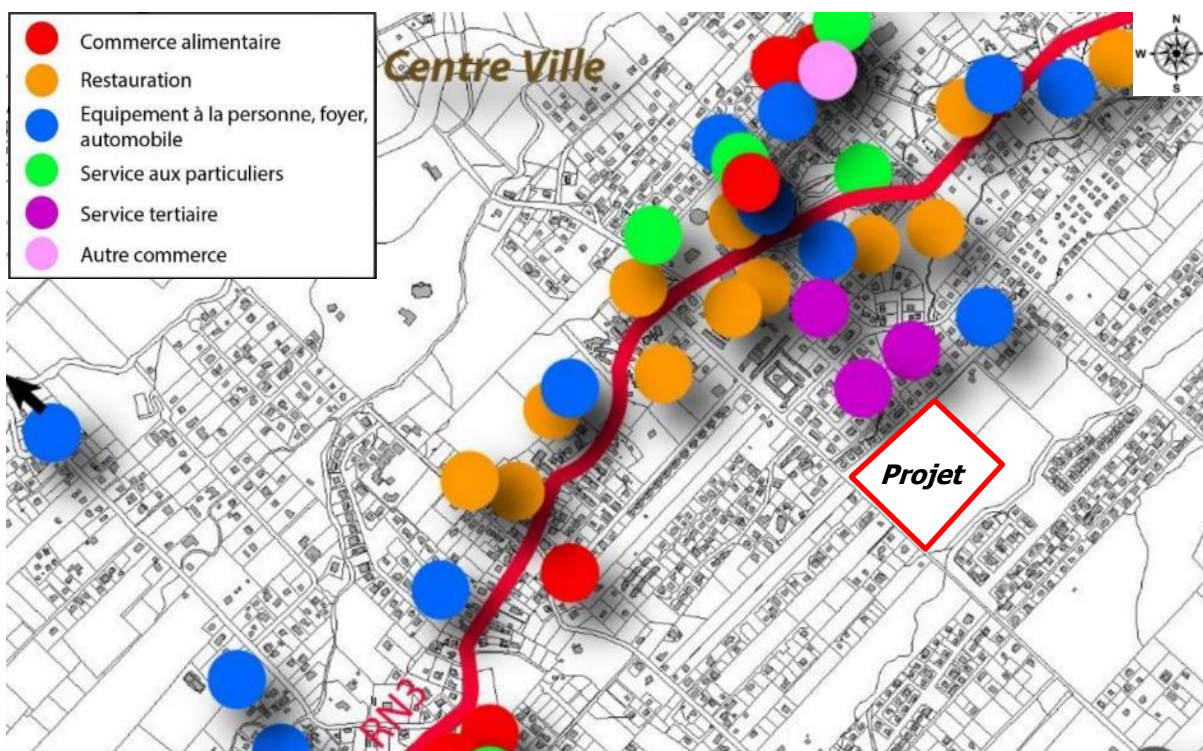 Commerce alimentaire
Restauration
Equipement à la personne, foyer,
automobile
Service aux particuliers
Service tertiaire
Autre commerce
Centre Ville
N
W
E
S
Projet
RN3